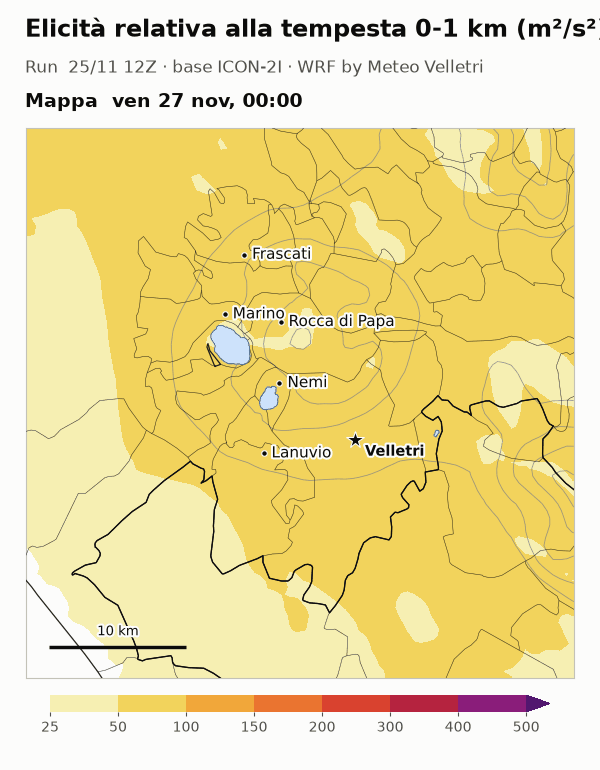 Elicità relativa alla tempesta 0-1 km (m²/s²)
Run 25/11 12Z · base ICON-2I · WRF by Meteo Velletri
Mappa ven 27 nov, 00:00
Frascati
Marino
Rocca di Papa
Nemi
Velletri
Lanuvio
10 km
25 50 100 150 200 300 400 500